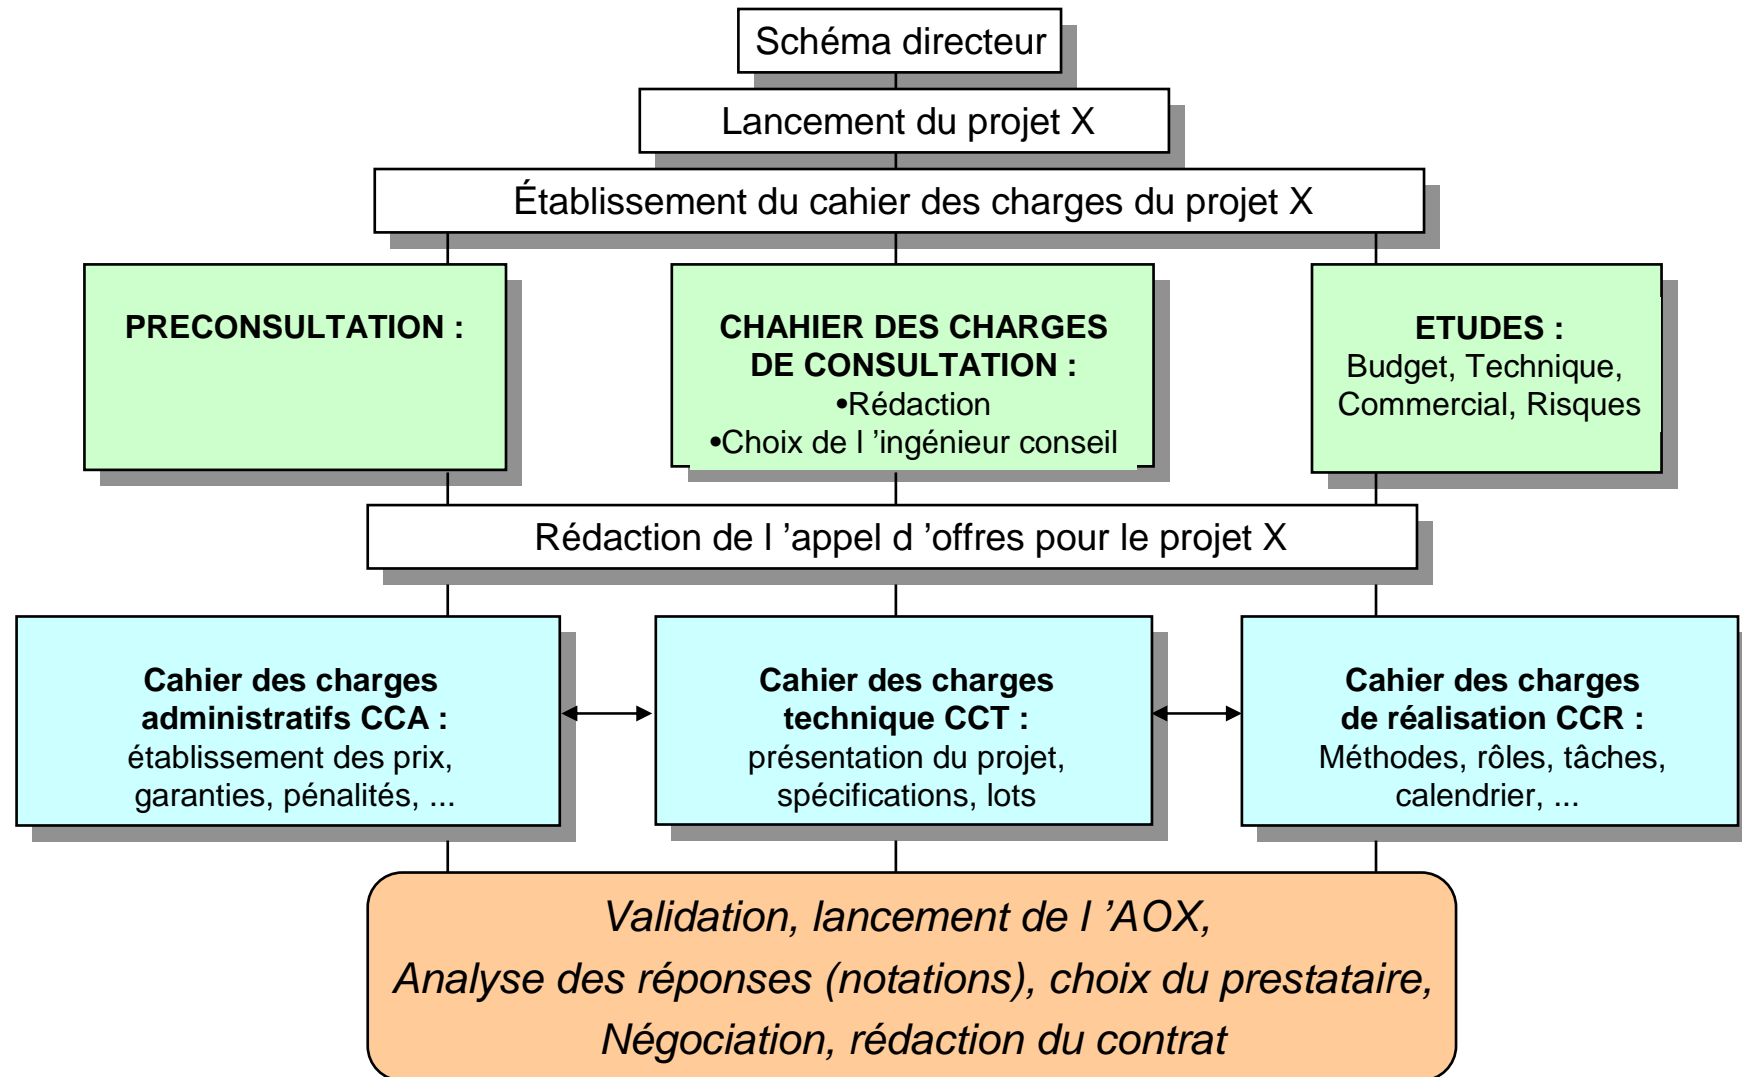 Schéma directeur
Lancement du projet X
Établissement du cahier des charges du projet X
PRECONSULTATION :
CHAHIER DES CHARGES
DE CONSULTATION :
•Rédaction
•Choix de l ’ingénieur conseil
ETUDES :
Budget, Technique,
Commercial, Risques
Rédaction de l ’appel d ’offres pour le projet X
Cahier des charges
administratifs CCA :
établissement des prix,
garanties, pénalités, ...
Cahier des charges
technique CCT :
présentation du projet,
spécifications, lots
Cahier des charges
de réalisation CCR :
Méthodes, rôles, tâches,
calendrier, ...
Validation, lancement de l ’AOX,
Analyse des réponses (notations), choix du prestataire,
Négociation, rédaction du contrat